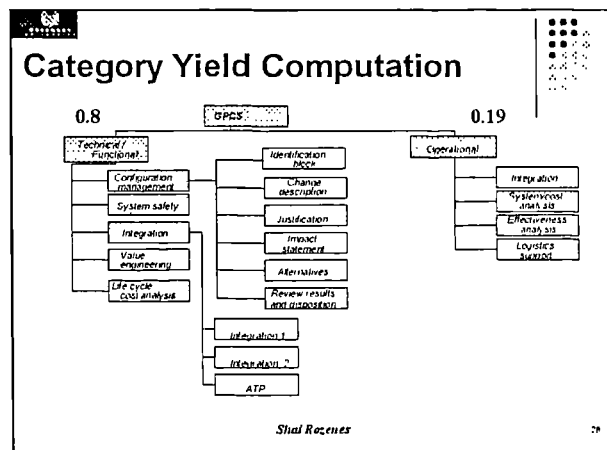 Category Yield Computation
0.8
GPCS
0.19
Technical /
Functional
Operational
Configuration
management
System safety
Integration
Value
engineering
Life cycle
cost analysis
Identification
block
Change
description
Justification
Impact
statement
Alternatives
Review results
and disposition
Integration 1
Integration 2
ATP
Integration
System/cost
analysis
Effectiveness
analysis
Logistics
support
Shai Rozenes